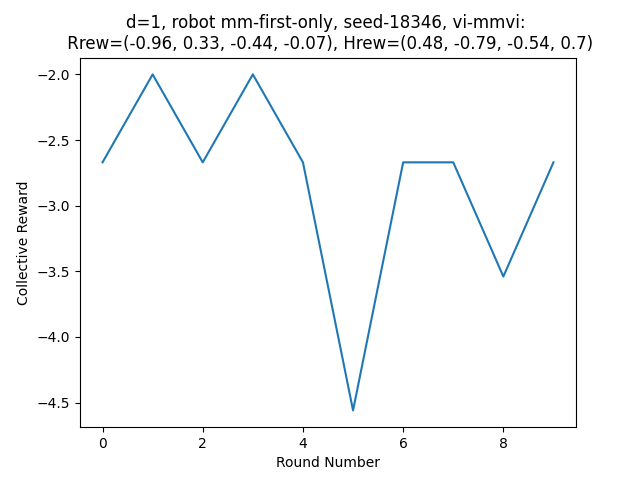 d=1, robot mm-first-only, seed-18346, vi-mmvi:
Rrew=(-0.96, 0.33, -0.44, -0.07), Hrew=(0.48, -0.79, -0.54, 0.7)
−2.0
−2.5
−3.0
−3.5
−4.0
−4.5
Collective Reward
0 2 4 6 8
Round Number